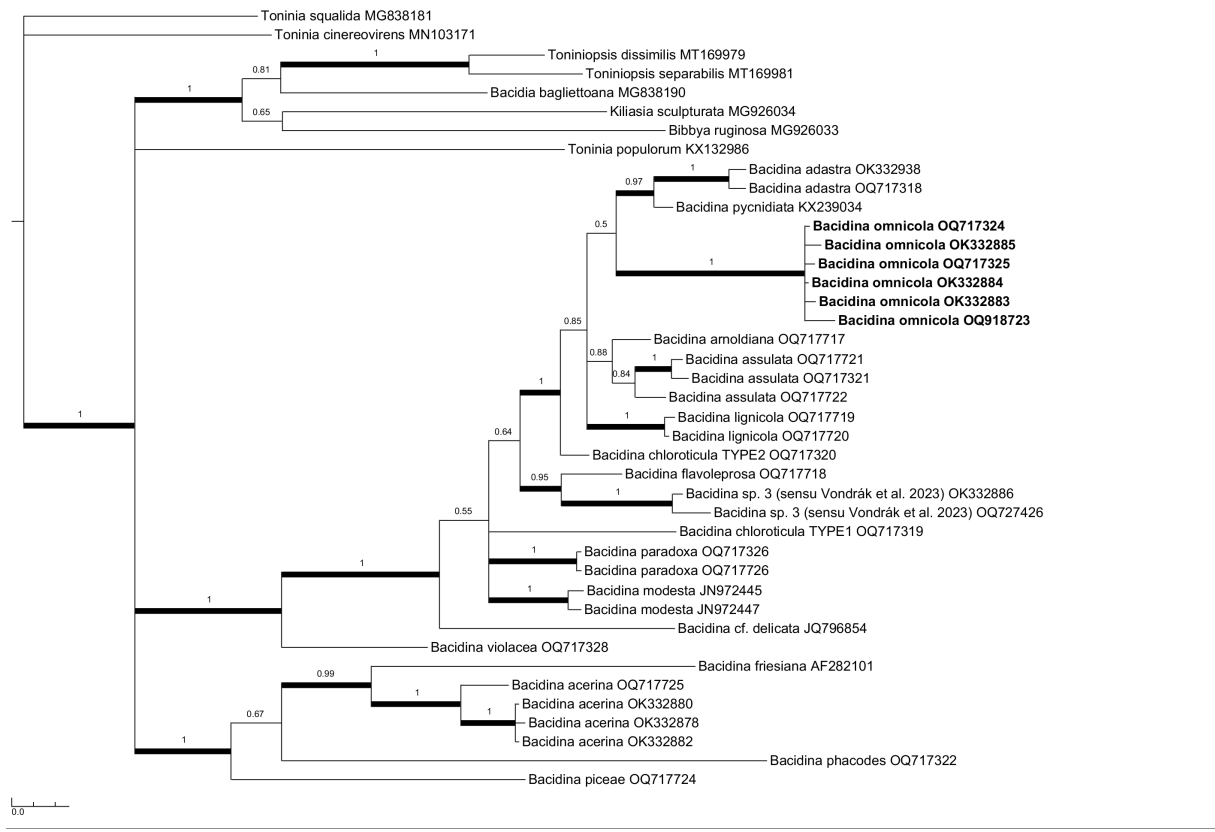 Toninia squalida MG838181
Toninia cinereovirens MN103171
1
Toniniopsis dissimilis MT169979
0.81
Toniniopsis separabilis MT169981
1
Bacidia bagliettoana MG838190
0.65
Kiliasia sculpturata MG926034
Bibbya ruginosa MG926033
Toninia populorum KX132986
1
Bacidina adastra OK332938
0.97
Bacidina adastra OQ717318
Bacidina pycnidiata KX239034
0.5
Bacidina omnicola OQ717324
Bacidina omnicola OK332885
1
Bacidina omnicola OQ717325
Bacidina omnicola OK332884
Bacidina omnicola OK332883
0.85
Bacidina omnicola OQ918723
Bacidina arnoldiana OQ717717
0.88
1
Bacidina assulata OQ717721
0.84
Bacidina assulata OQ717321
1
Bacidina assulata OQ717722
1
Bacidina lignicola OQ717719
1
0.64
Bacidina lignicola OQ717720
Bacidina chloroticula TYPE2 OQ717320
0.95
Bacidina flavoleprosa OQ717718
1
Bacidina sp. 3 (sensu Vondrák et al. 2023) OK332886
0.55
Bacidina sp. 3 (sensu Vondrák et al. 2023) OQ727426
Bacidina chloroticula TYPE1 OQ717319
1
Bacidina paradoxa OQ717326
1
Bacidina paradoxa OQ717726
1
Bacidina modesta JN972445
1
Bacidina modesta JN972447
Bacidina cf. delicata JQ796854
Bacidina violacea OQ717328
0.99
Bacidina friesiana AF282101
1
Bacidina acerina OQ717725
0.67
1
Bacidina acerina OK332880
Bacidina acerina OK332878
1
Bacidina acerina OK332882
Bacidina phacodes OQ717322
Bacidina piceae OQ717724
0.0